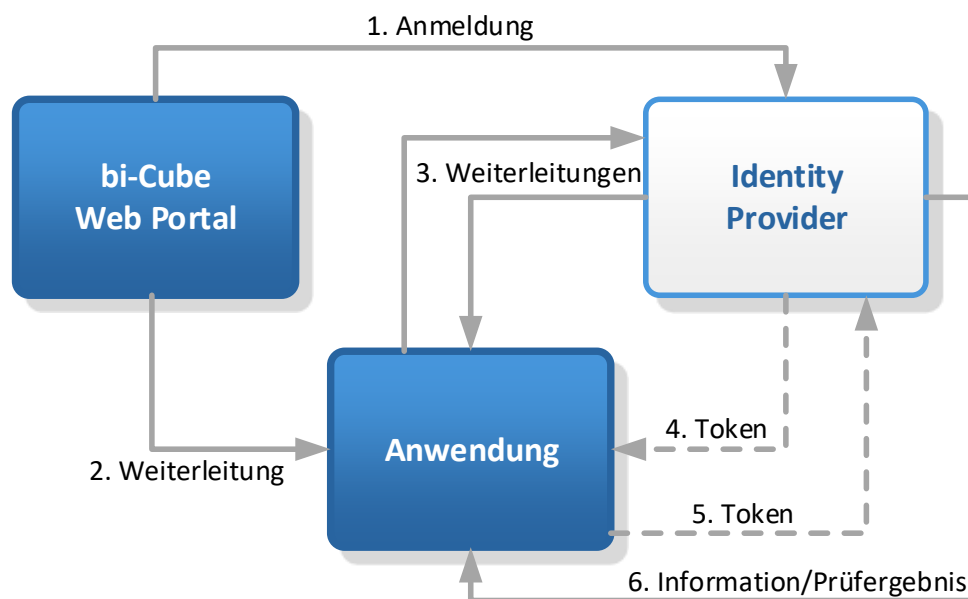 1. Anmeldung
bi-Cube
Web Portal
3. Weiterleitungen
Identity
Provider
Anwendung
4. Token
2. Weiterleitung
5. Token
6. Information/Prüfergebnis